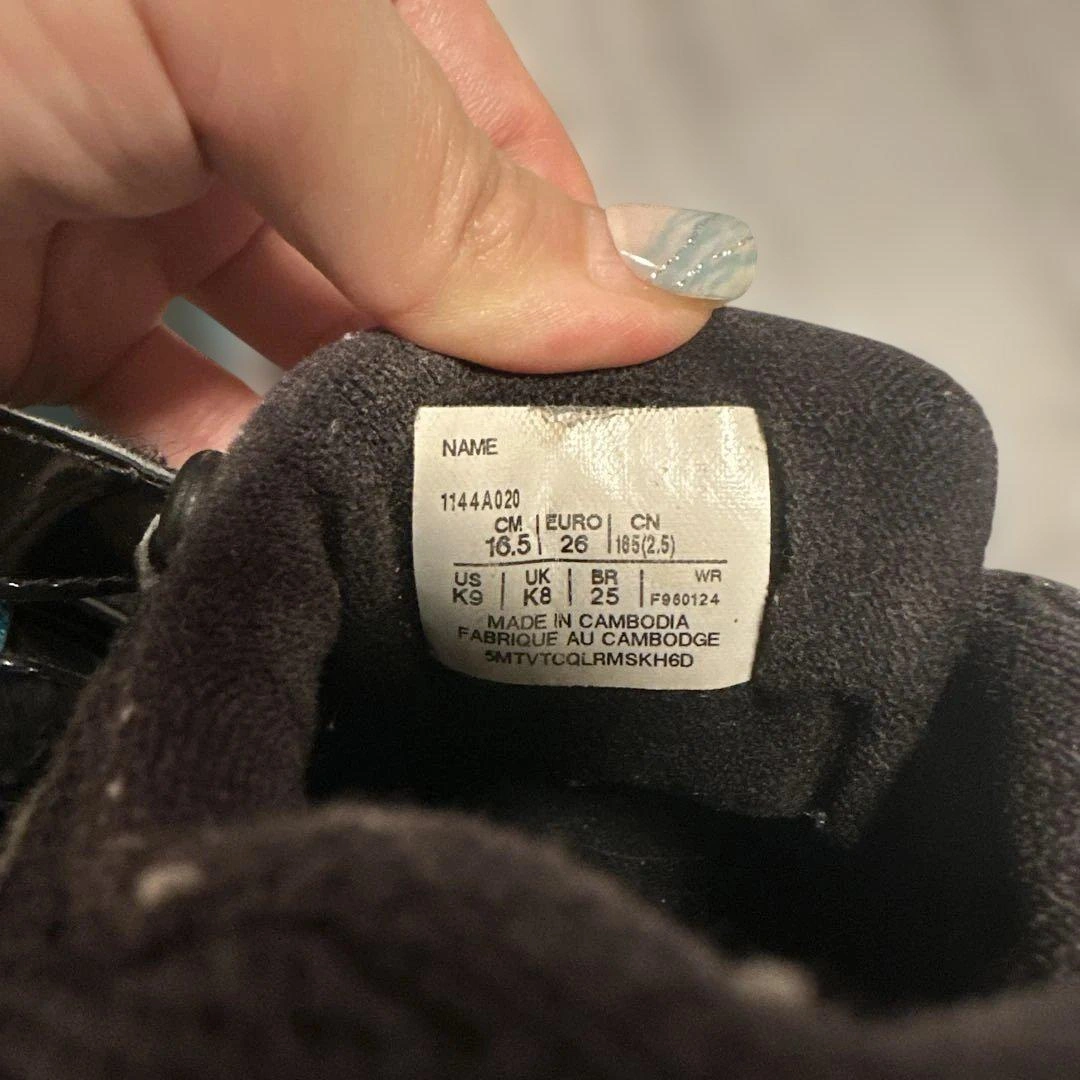 NAME
1144A020
CM EURO CN
16.5 26 165(2.5)
US UK BR WR
K9 K8 25 F960124
MADE IN CAMBODIA
FABRIQUE AU CAMBODGE
5MTVTCQLRMSKH6D